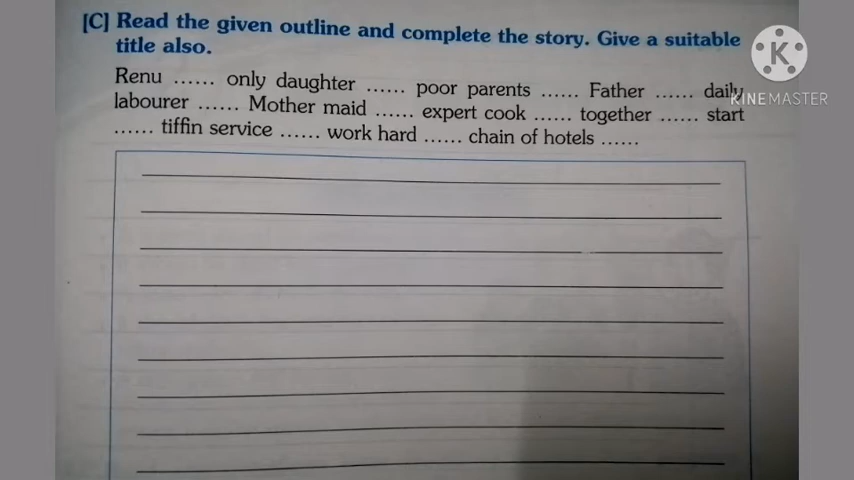 [C] Read the given outline and complete the story. Give a suitable
title also.
Renu ...... only daughter ...... poor parents ...... Father ...... daily
labourer ...... Mother maid ...... expert cook ...... together ...... start
...... tiffin service ...... work hard ...... chain of hotels ......
K
KINEMASTER